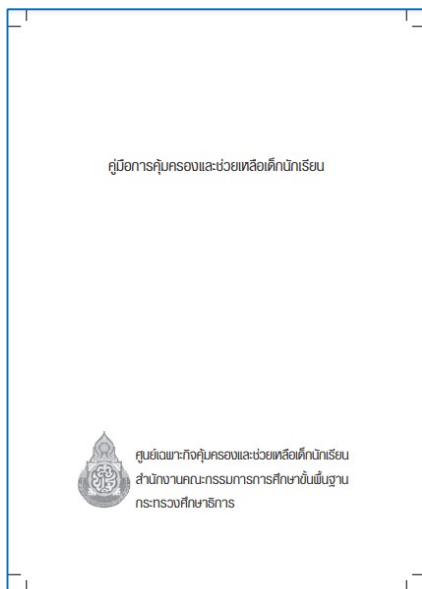 คู่มือการคุ้มครองและช่วยเหลือเด็กนักเรียน
ศูนย์เฉพาะกิจคุ้มครองและช่วยเหลือเด็กนักเรียน
สำนักงานคณะกรรมการการศึกษาขั้นพื้นฐาน
กระทรวงศึกษาธิการ